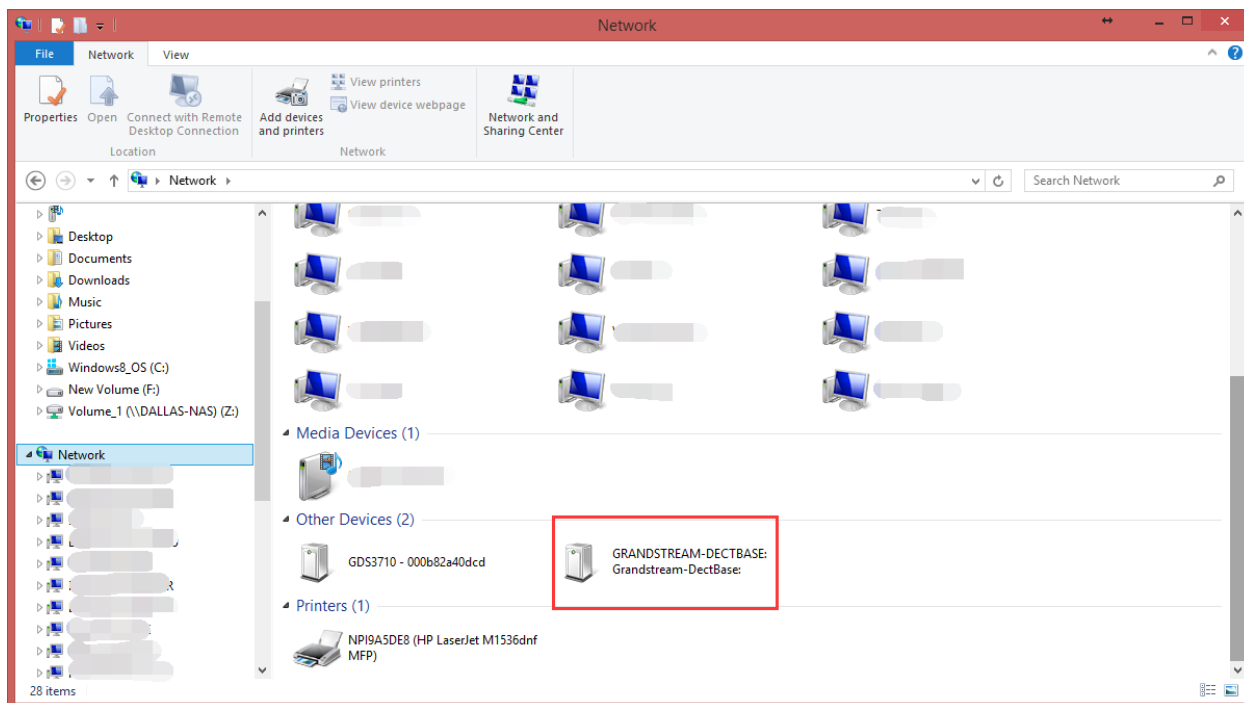 Network
File Network View
Properties
Open
Connect with Remote
Desktop Connection
Location
Add devices
and printers
View printers
View device webpage
Network
Network and
Sharing Center
Network
Search Network
Desktop
Documents
Downloads
Music
Pictures
Videos
Windows8_OS (C:)
New Volume (F:)
Volume_1 (\\DALLAS-NAS) (Z:)
Network
Media Devices (1)
Other Devices (2)
GDS3710 - 000b82a40dcd
GRANDSTREAM-DECTBASE:
Grandstream-DectBase:
Printers (1)
NPI9A5DE8 (HP LaserJet M1536dnf
MFP)
28 items